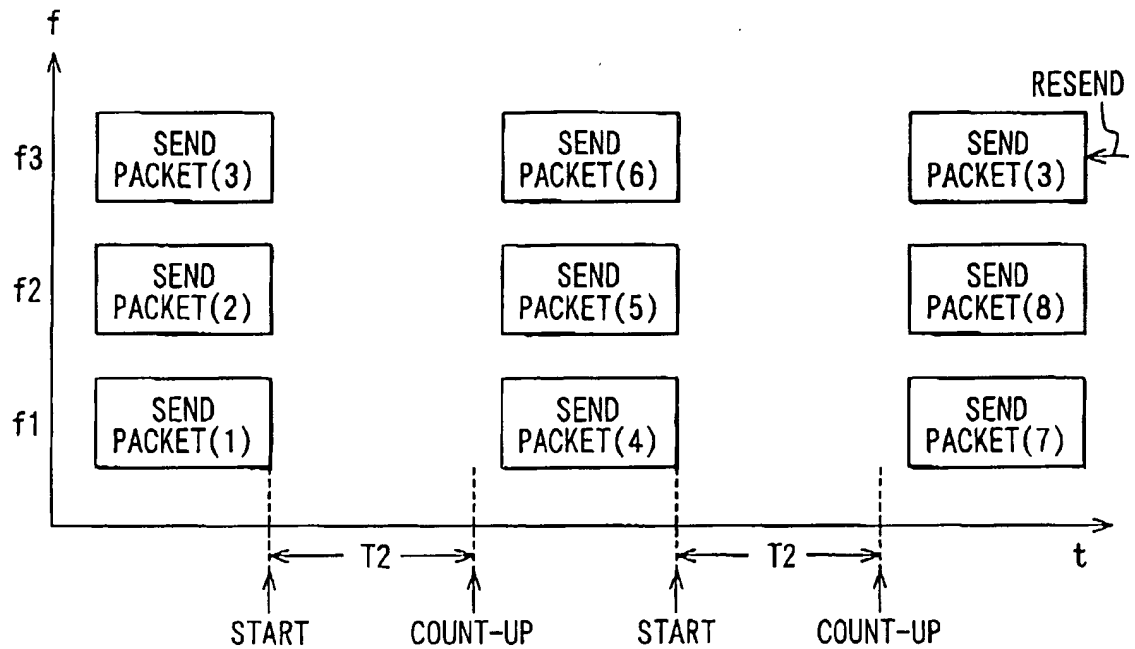 f
RESEND
f3
SEND
PACKET(3)
SEND
PACKET(6)
SEND
PACKET(3)
f2
SEND
PACKET(2)
SEND
PACKET(5)
SEND
PACKET(8)
f1
SEND
PACKET(1)
SEND
PACKET(4)
SEND
PACKET(7)
T2
T2
t
START
COUNT-UP
START
COUNT-UP